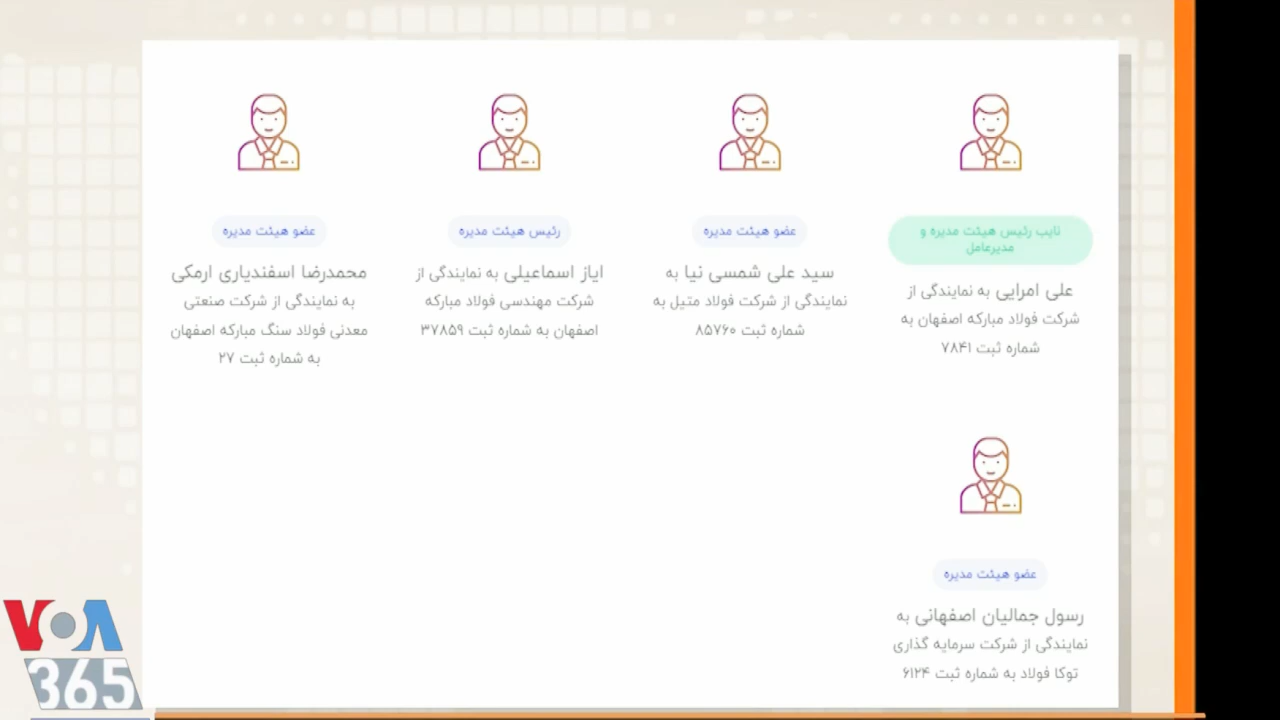 نایب رئیس هیئت مدیره و
مدیرعامل
علی امرایی به نمایندگی از
شرکت فولاد مبارکه اصفهان به
شماره ثبت ۷۸۴۱
عضو هیئت مدیره
سید علی شمسی نیا به
نمایندگی از شرکت فولاد متیل به
شماره ثبت ۸۵۷۶۰
رئیس هیئت مدیره
ایاز اسماعیلی به نمایندگی از
شرکت مهندسی فولاد مبارکه
اصفهان به شماره ثبت ۳۷۸۵۹
عضو هیئت مدیره
محمدرضا اسفندیاری ارمکی
به نمایندگی از شرکت صنعتی
معدنی فولاد سنگ مبارکه اصفهان
به شماره ثبت ۲۷
عضو هیئت مدیره
رسول جمالیان اصفهانی به
نمایندگی از شرکت سرمایه گذاری
توکا فولاد به شماره ثبت ۶۱۲۴
VOA
365